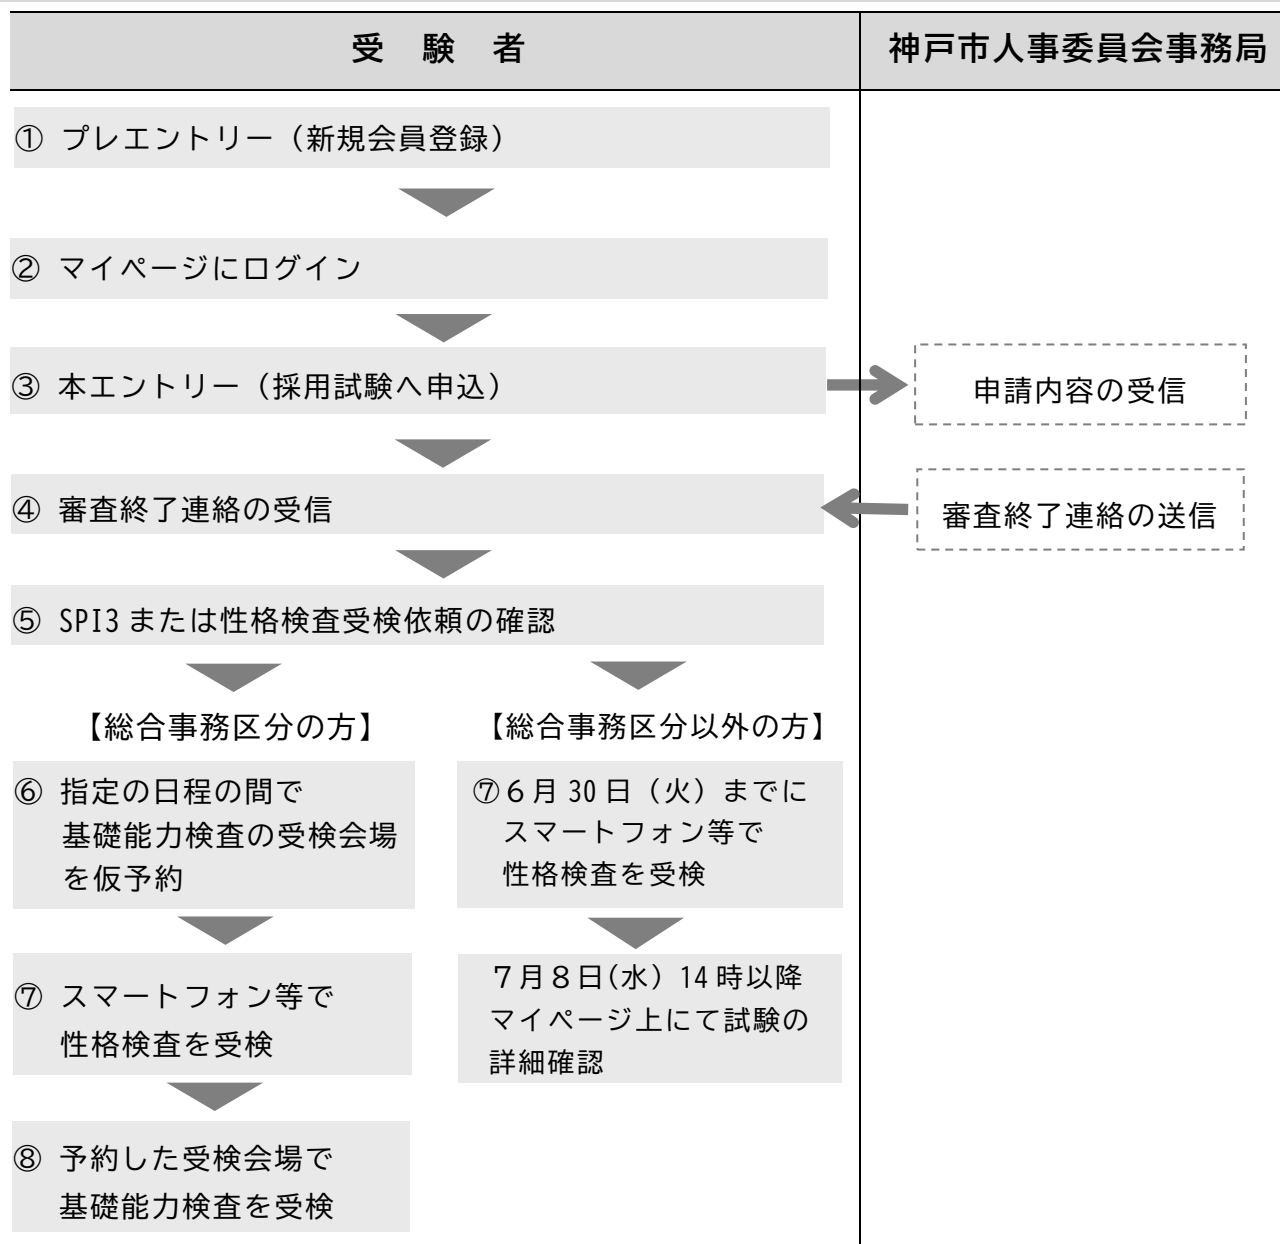 受 験 者
神戸市人事委員会事務局
① プレエントリー（新規会員登録）
② マイページにログイン
③ 本エントリー（採用試験へ申込）
申請内容の受信
④ 審査終了連絡の受信
審査終了連絡の送信
⑤ SPI3 または性格検査受検依頼の確認
【総合事務区分の方】
⑥ 指定の日程の間で
基礎能力検査の受検会場
を仮予約
⑦ スマートフォン等で
性格検査を受検
⑧ 予約した受検会場で
基礎能力検査を受検
【総合事務区分以外の方】
⑦６月 30 日（火）までに
スマートフォン等で
性格検査を受検
７月８日(水）14 時以降
マイページ上にて試験の
詳細確認